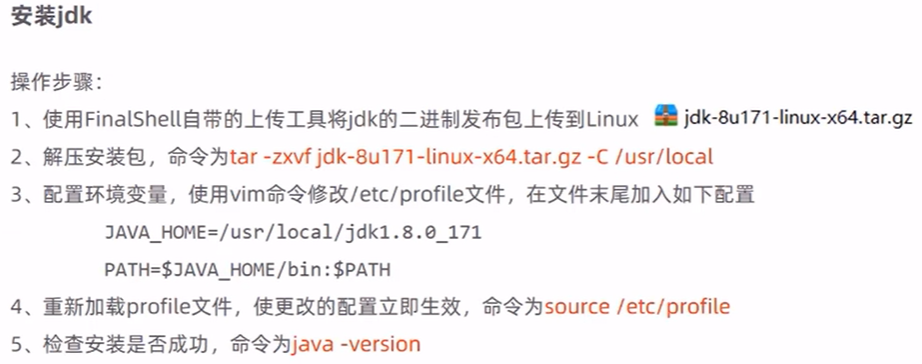 安装jdk
操作步骤：
1、使用FinalShell自带的上传工具将jdk的二进制发布包上传到Linux jdk-8u171-linux-x64.tar.gz
2、解压安装包，命令为tar -zxvf jdk-8u171-linux-x64.tar.gz -C /usr/local
3、配置环境变量，使用vim命令修改/etc/profile文件，在文件末尾加入如下配置
JAVA_HOME=/usr/local/jdk1.8.0_171
PATH=$JAVA_HOME/bin:$PATH
4、重新加载profile文件，使更改的配置立即生效，命令为source /etc/profile
5、检查安装是否成功，命令为java -version